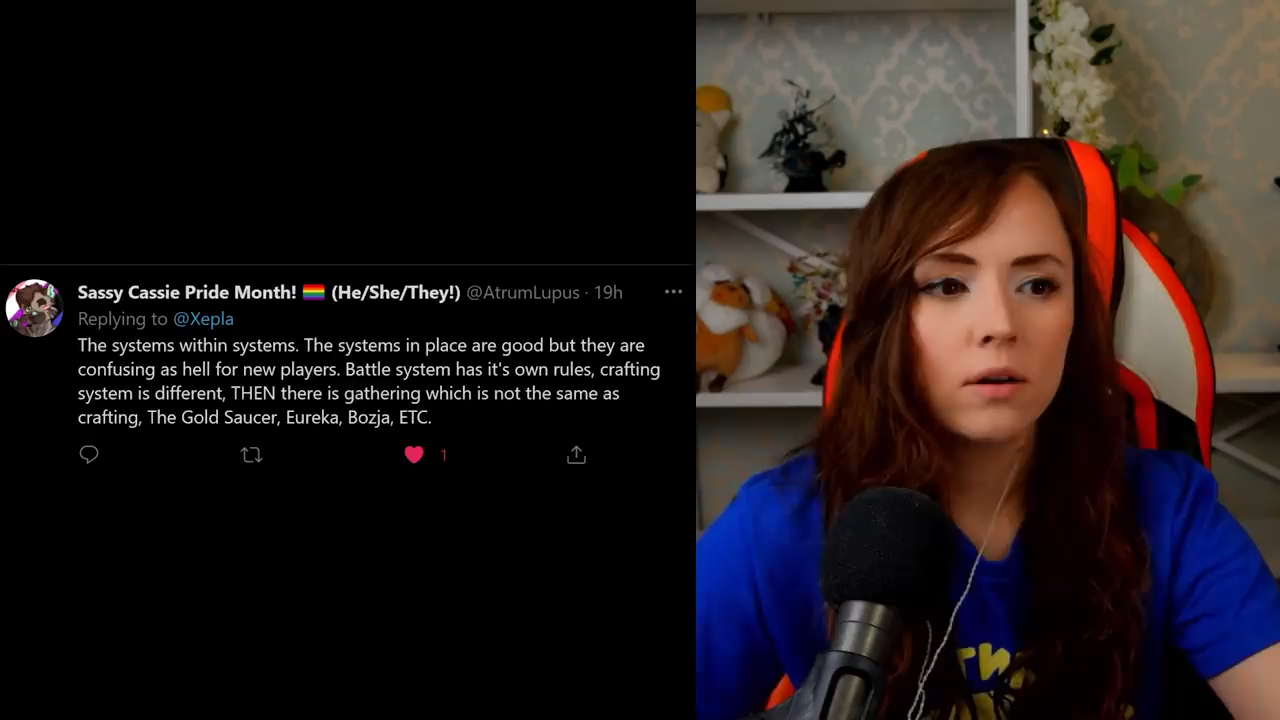 Sassy Cassie Pride Month! 🏳️‍🌈 (He/She/They!) @AtrumLupus · 19h
Replying to @Xepla
The systems within systems. The systems in place are good but they are
confusing as hell for new players. Battle system has it's own rules, crafting
system is different, THEN there is gathering which is not the same as
crafting, The Gold Saucer, Eureka, Bozja, ETC.
1